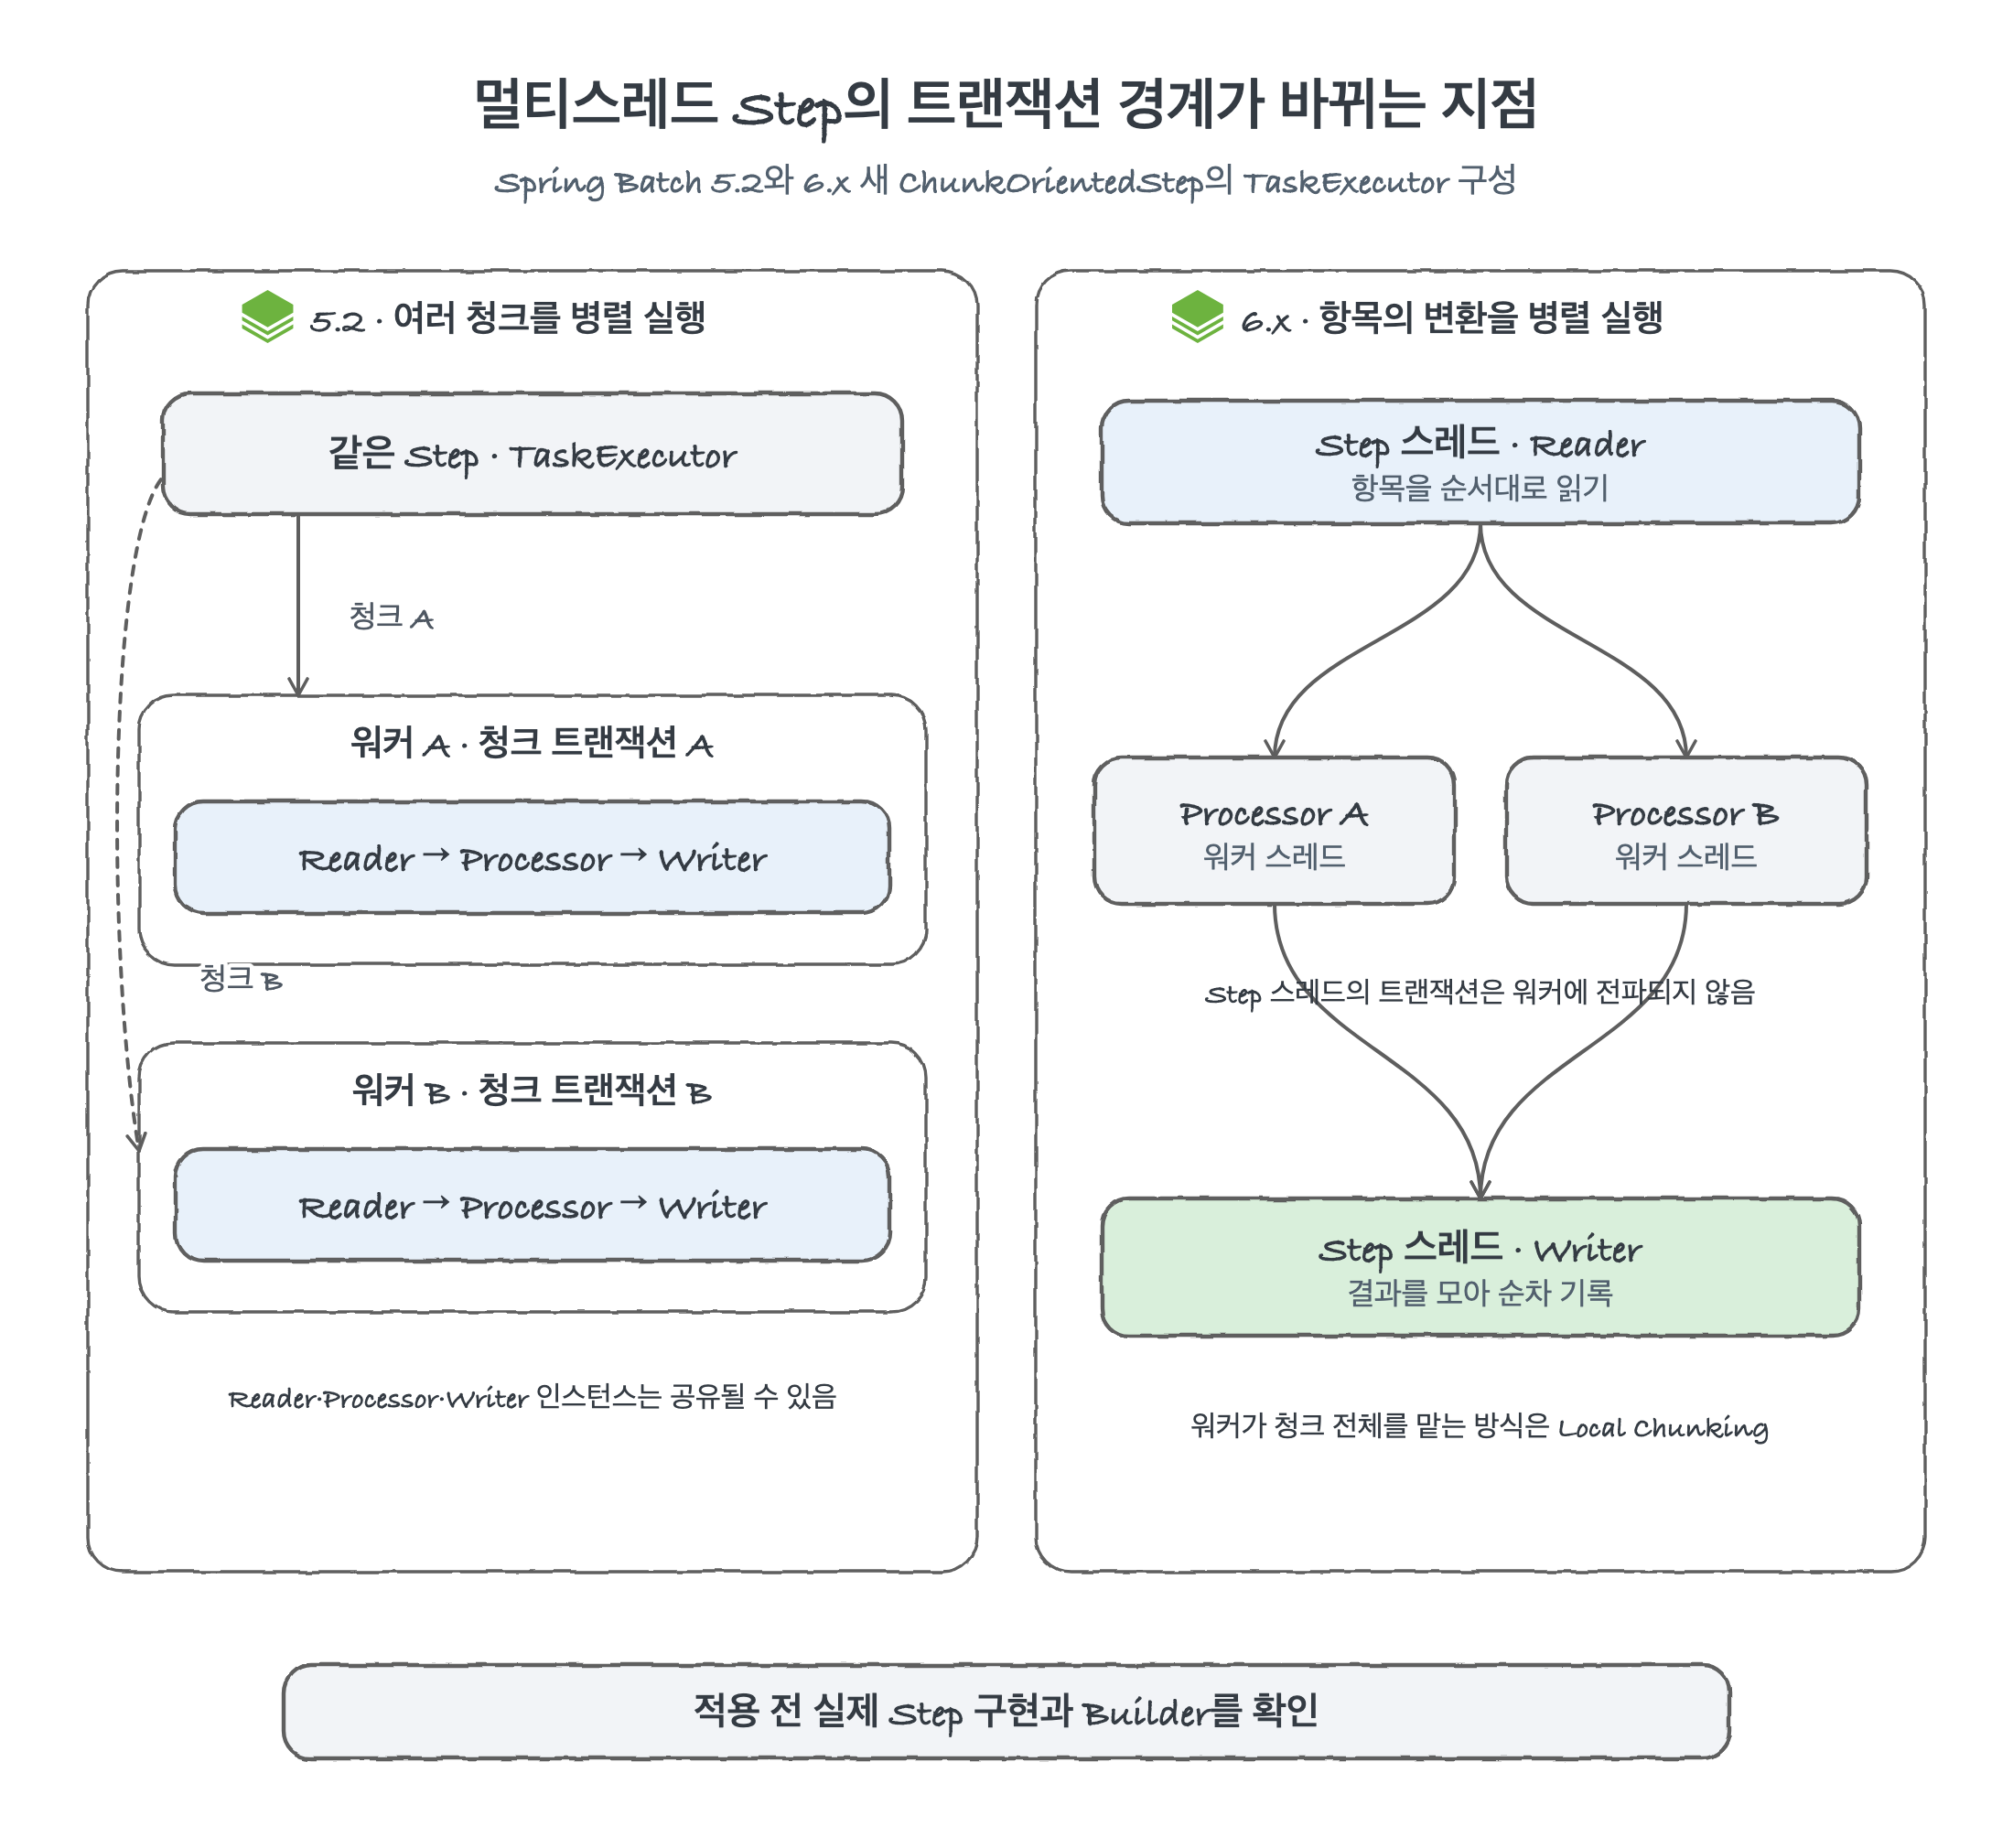 멀티스레드 Step의 트랜잭션 경계가 바뀌는 지점
Spring Batch 5.2와 6.x 새 ChunkOrientedStep의 TaskExecutor 구성
5.2 · 여러 청크를 병렬 실행
같은 Step · TaskExecutor
청크 A
워커 A · 청크 트랜잭션 A
Reader → Processor → Writer
청크 B
워커 B · 청크 트랜잭션 B
Reader → Processor → Writer
Reader·Processor·Writer 인스턴스는 공유될 수 있음
6.x · 항목의 변환을 병렬 실행
Step 스레드 · Reader
항목을 순서대로 읽기
Processor A
워커 스레드
Processor B
워커 스레드
Step 스레드의 트랜잭션은 워커에 전파되지 않음
Step 스레드 · Writer
결과를 모아 순차 기록
워커가 청크 전체를 맡는 방식은 Local Chunking
적용 전 실제 Step 구현과 Builder를 확인